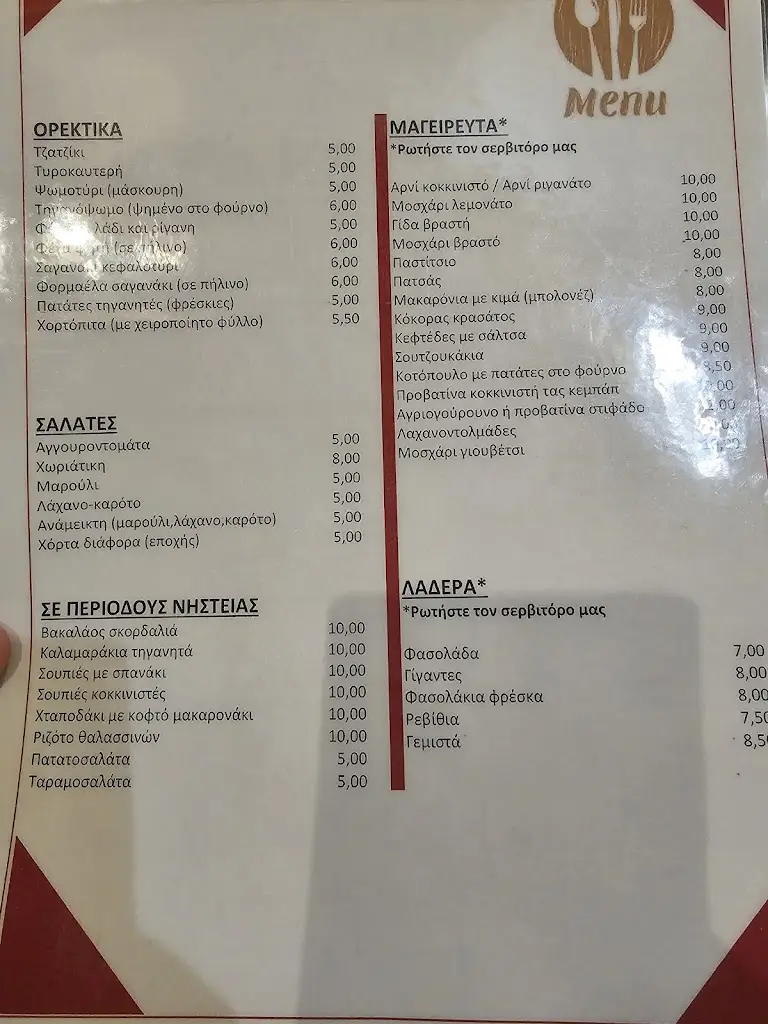 Menu
ΟΡΕΚΤΙΚΑ
Τζατζίκι 5,00
Τυροκαυτερή 5,00
Ψωμοτύρι (μάσκουρη) 5,00
Τηγανόψωμο (ψημένο στο φούρνο) 6,00
λάδι και ρίγανη 5,00
Φέτα (σε πήλινο) 6,00
Σαγανάκι κεφαλοτύρι 6,00
Φορμαέλα σαγανάκι (σε πήλινο) 6,00
Πατάτες τηγανητές (φρέσκιες) 5,00
Χορτόπιτα (με χειροποίητο φύλλο) 5,50
ΣΑΛΑΤΕΣ
Αγγουροντομάτα 5,00
Χωριάτικη 8,00
Μαρούλι 5,00
Λάχανο-καρότο 5,00
Ανάμεικτη (μαρούλι,λάχανο,καρότο) 5,00
Χόρτα διάφορα (εποχής) 5,00
ΣΕ ΠΕΡΙΟΔΟΥΣ ΝΗΣΤΕΙΑΣ
Βακαλάος σκορδαλιά 10,00
Καλαμαράκια τηγανητά 10,00
Σουπιές με σπανάκι 10,00
Σουπιές κοκκινιστές 10,00
Χταποδάκι με κοφτό μακαρονάκι 10,00
Ριζότο θαλασσινών 10,00
Πατατοσαλάτα 5,00
Ταραμοσαλάτα 5,00
ΜΑΓΕΙΡΕΥΤΑ*
*Ρωτήστε τον σερβιτόρο μας
Αρνί κοκκινιστό / Αρνί ριγανάτο 10,00
Μοσχάρι λεμονάτο 10,00
Γίδα βραστή 10,00
Μοσχάρι βραστό 10,00
Παστίτσιο 8,00
Πατσάς 8,00
Μακαρόνια με κιμά (μπολονέζ) 8,00
Κόκορας κρασάτος 9,00
Κεφτέδες με σάλτσα 9,00
Σουτζουκάκια 9,00
Κοτόπουλο με πατάτες στο φούρνο
Προβατίνα κοκκινιστή τας κεμπάπ
Αγριογούρουνο ή προβατίνα στιφάδο
Λαχανοντολμάδες
Μοσχάρι γιουβέτσι
ΛΑΔΕΡΑ*
*Ρωτήστε τον σερβιτόρο μας
Φασολάδα 7,00
Γίγαντες 8,00
Φασολάκια φρέσκα 8,00
Ρεβίθια 7,50
Γεμιστά 8,5